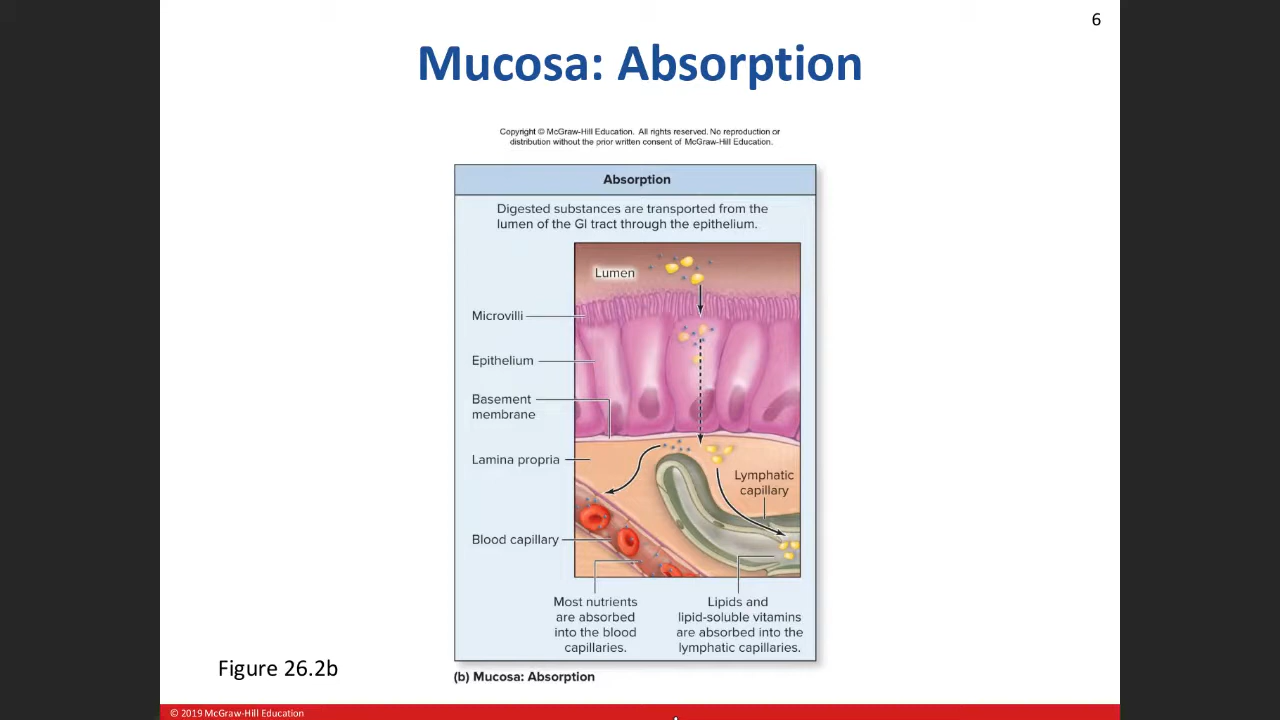 6
Mucosa: Absorption
Copyright © McGraw-Hill Education. All rights reserved. No reproduction or
distribution without the prior written consent of McGraw-Hill Education.
Absorption
Digested substances are transported from the
lumen of the GI tract through the epithelium.
Lumen
Microvilli
Epithelium
Basement
membrane
Lamina propria
Lymphatic
capillary
Blood capillary
Most nutrients
are absorbed
into the blood
capillaries.
Lipids and
lipid-soluble vitamins
are absorbed into the
lymphatic capillaries.
Figure 26.2b
(b) Mucosa: Absorption
© 2019 McGraw-Hill Education